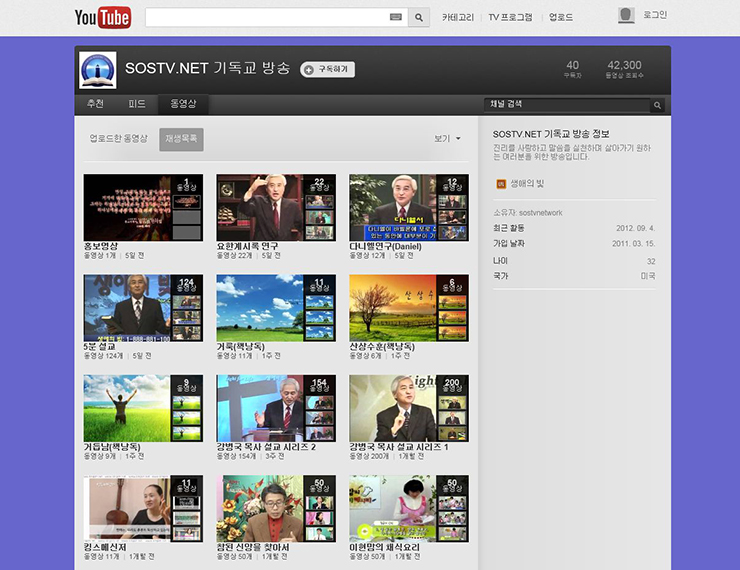 YouTube
카테고리 | TV 프로그램 | 업로드
로그인
SOSTV.NET 기독교 방송
구독하기
40
구독자
42,300
동영상 조회수
추천
피드
동영상
채널 검색
업로드한 동영상
재생목록
보기
SOSTV.NET 기독교 방송 정보
진리를 사랑하고 말씀을 실천하며 살아가기 원하
는 여러분을 위한 방송입니다.
생애의 빛
소유자: sostvnetwork
최근 활동 2012. 09. 4.
가입 날짜 2011. 03. 15.
나이 32
국가 미국
1
동영상
홍보영상
동영상 1개 | 5일 전
22
동영상
요한계시록 연구
동영상 22개 | 5일 전
12
동영상
다니엘서
다니엘연구(Daniel)
동영상 12개 | 5일 전
124
동영상
생애의 빛 1-888-881-100
5분 설교
동영상 124개 | 5일 전
11
동영상
거룩(책낭독)
동영상 11개 | 1주 전
6
동영상
산상수
산상수훈(책낭독)
동영상 6개 | 1주 전
9
동영상
거듭남(책낭독)
동영상 9개 | 1주 전
154
동영상
강병국 목사 설교 시리즈 2
동영상 154개 | 3주 전
200
동영상
강병국 목사 설교 시리즈 1
동영상 200개 | 1개월 전
11
동영상
킹스메신저
동영상 11개 | 1개월 전
50
동영상
참된 신앙을 찾아서
동영상 50개 | 1개월 전
50
동영상
이현맘의 채식요리
동영상 50개 | 1개월 전